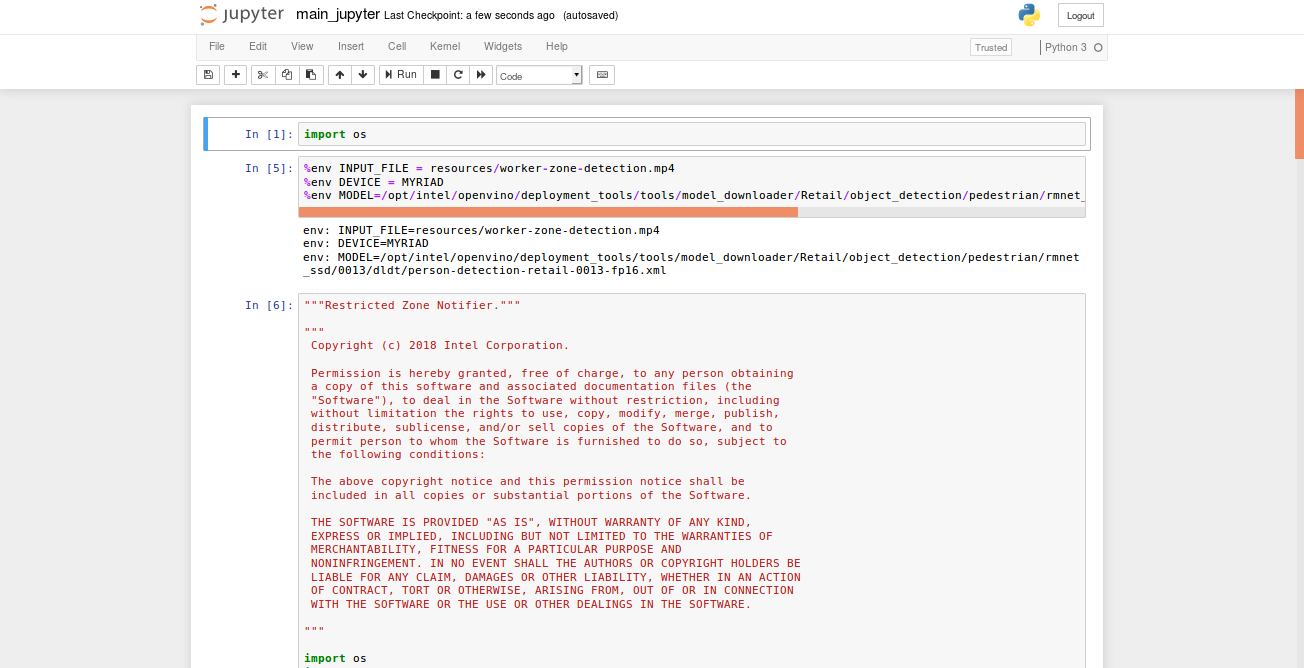 jupyter main_jupyter Last Checkpoint: a few seconds ago (autosaved)
Logout
File Edit View Insert Cell Kernel Widgets Help
Trusted Python 3
Run Code
In [1]: import os
In [5]: %env INPUT_FILE = resources/worker-zone-detection.mp4
%env DEVICE = MYRIAD
%env MODEL=/opt/intel/openvino/deployment_tools/tools/model_downloader/Retail/object_detection/pedestrian/rmnet_
env: INPUT_FILE=resources/worker-zone-detection.mp4
env: DEVICE=MYRIAD
env: MODEL=/opt/intel/openvino/deployment_tools/tools/model_downloader/Retail/object_detection/pedestrian/rmnet
_ssd/0013/dldt/person-detection-retail-0013-fp16.xml
In [6]: """Restricted Zone Notifier."""
"""
Copyright (c) 2018 Intel Corporation.
Permission is hereby granted, free of charge, to any person obtaining
a copy of this software and associated documentation files (the
"Software"), to deal in the Software without restriction, including
without limitation the rights to use, copy, modify, merge, publish,
distribute, sublicense, and/or sell copies of the Software, and to
permit person to whom the Software is furnished to do so, subject to
the following conditions:
The above copyright notice and this permission notice shall be
included in all copies or substantial portions of the Software.
THE SOFTWARE IS PROVIDED "AS IS", WITHOUT WARRANTY OF ANY KIND,
EXPRESS OR IMPLIED, INCLUDING BUT NOT LIMITED TO THE WARRANTIES OF
MERCHANTABILITY, FITNESS FOR A PARTICULAR PURPOSE AND
NONINFRINGEMENT. IN NO EVENT SHALL THE AUTHORS OR COPYRIGHT HOLDERS BE
LIABLE FOR ANY CLAIM, DAMAGES OR OTHER LIABILITY, WHETHER IN AN ACTION
OF CONTRACT, TORT OR OTHERWISE, ARISING FROM, OUT OF OR IN CONNECTION
WITH THE SOFTWARE OR THE USE OR OTHER DEALINGS IN THE SOFTWARE.
"""
import os